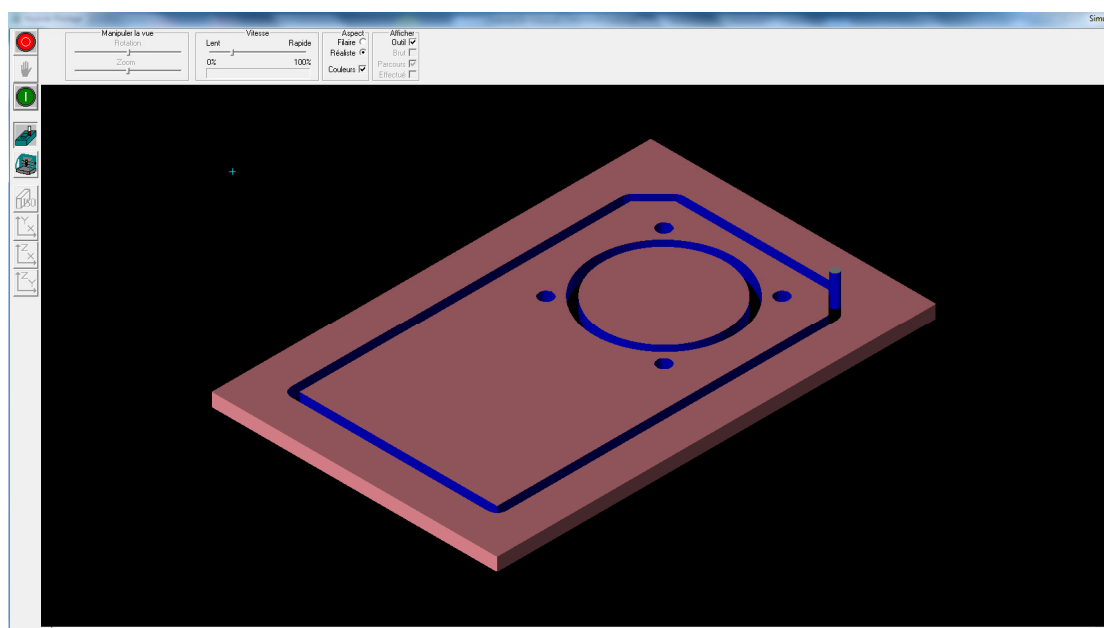 Simu
Manipuler la vue
Rotation
Zoom
Vitesse
Lent Rapide
0% 100%
Aspect
Filaire
Réaliste
Couleurs
Afficher
Outil
Brut
Parcours
Effectué
ISO
Y
X
Z
X
Z
Y